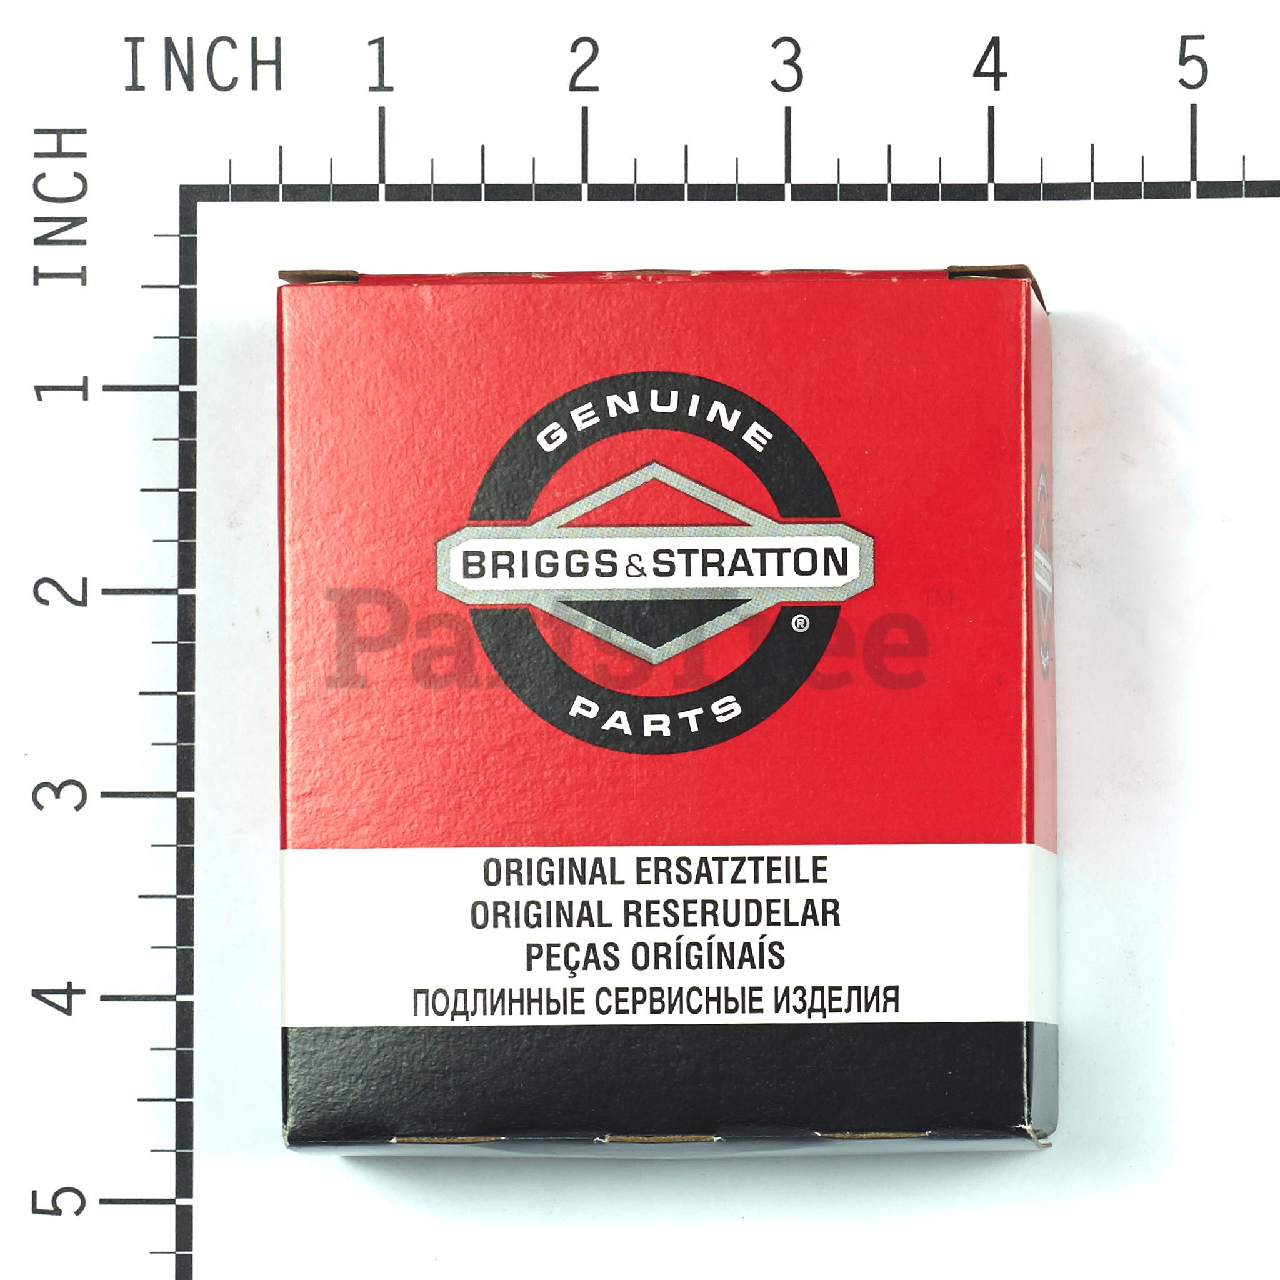 INCH 1 2 3 4 5
INCH
1
2
3
4
5
GENUINE
BRIGGS & STRATTON
®
PARTS
PartsTree™
ORIGINAL ERSATZTEILE
ORIGINAL RESERUDELAR
PEÇAS ORÍGÍNAÍS
ПОДЛИННЫЕ СЕРВИСНЫЕ ИЗДЕЛИЯ